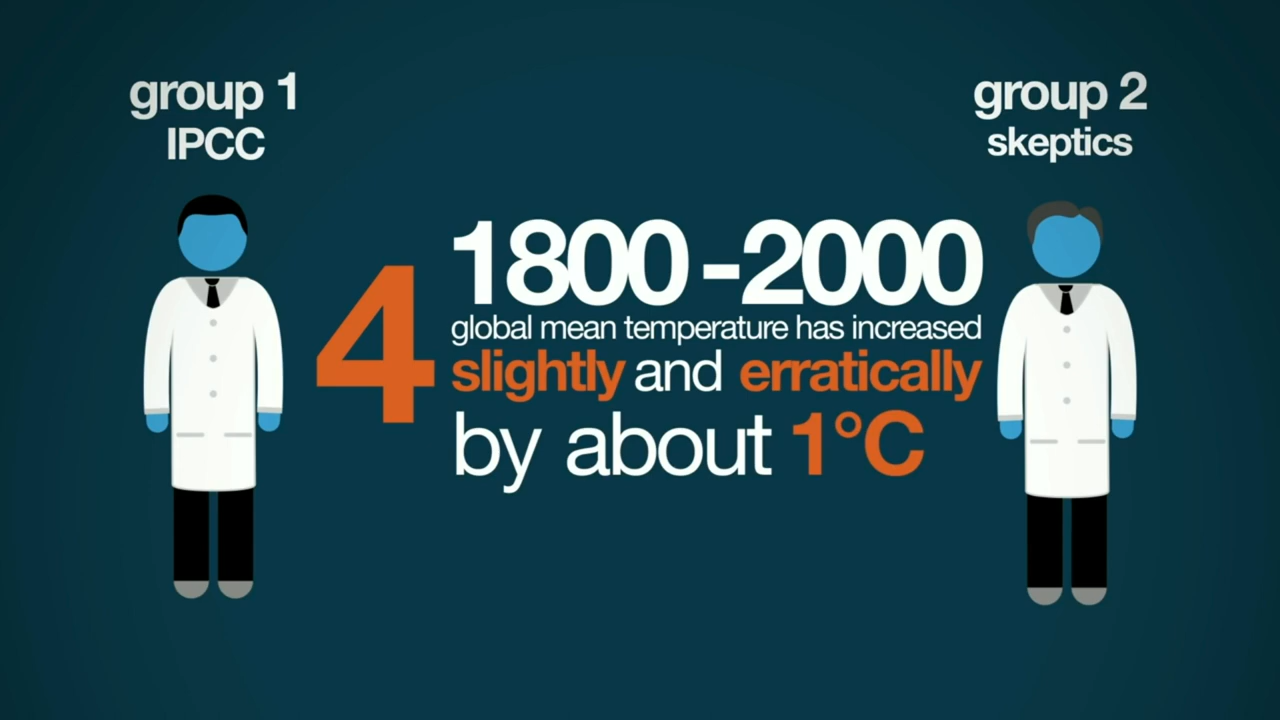 group 1
IPCC
group 2
skeptics
4
1800-2000
global mean temperature has increased
slightly and erratically
by about 1°C